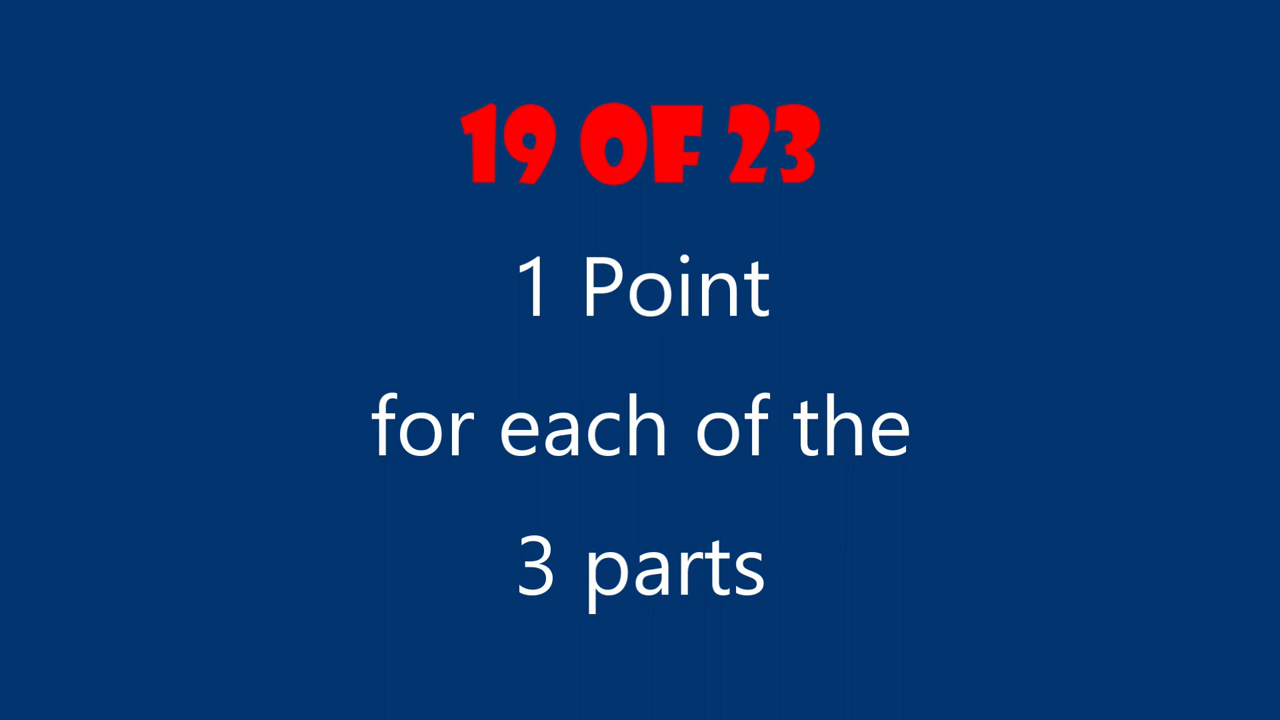 19 OF 23
1 Point
for each of the
3 parts